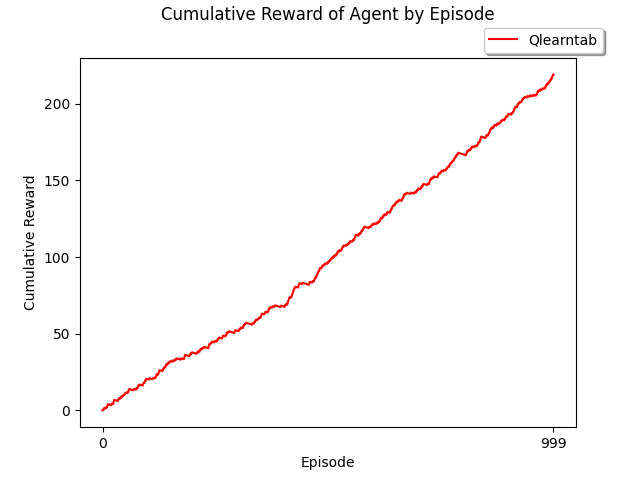 Cumulative Reward of Agent by Episode
Qlearntab
200
150
100
50
0
Cumulative Reward
0
999
Episode